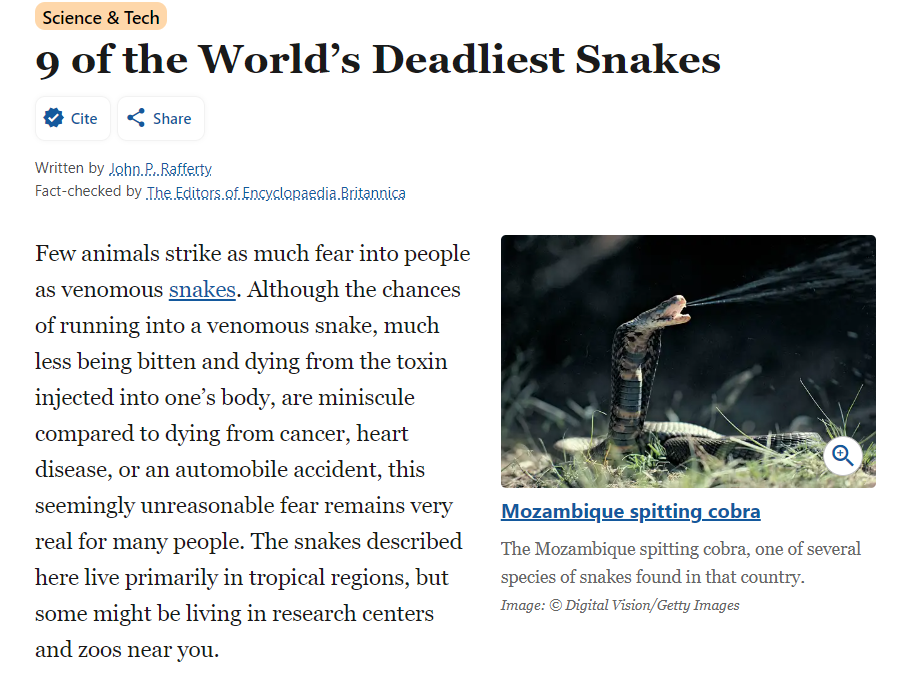 Science & Tech
9 of the World’s Deadliest Snakes
Cite
Share
Written by John P. Rafferty
Fact-checked by The Editors of Encyclopaedia Britannica
Few animals strike as much fear into people
as venomous snakes. Although the chances
of running into a venomous snake, much
less being bitten and dying from the toxin
injected into one’s body, are miniscule
compared to dying from cancer, heart
disease, or an automobile accident, this
seemingly unreasonable fear remains very
real for many people. The snakes described
here live primarily in tropical regions, but
some might be living in research centers
and zoos near you.
Mozambique spitting cobra
The Mozambique spitting cobra, one of several
species of snakes found in that country.
Image: © Digital Vision/Getty Images